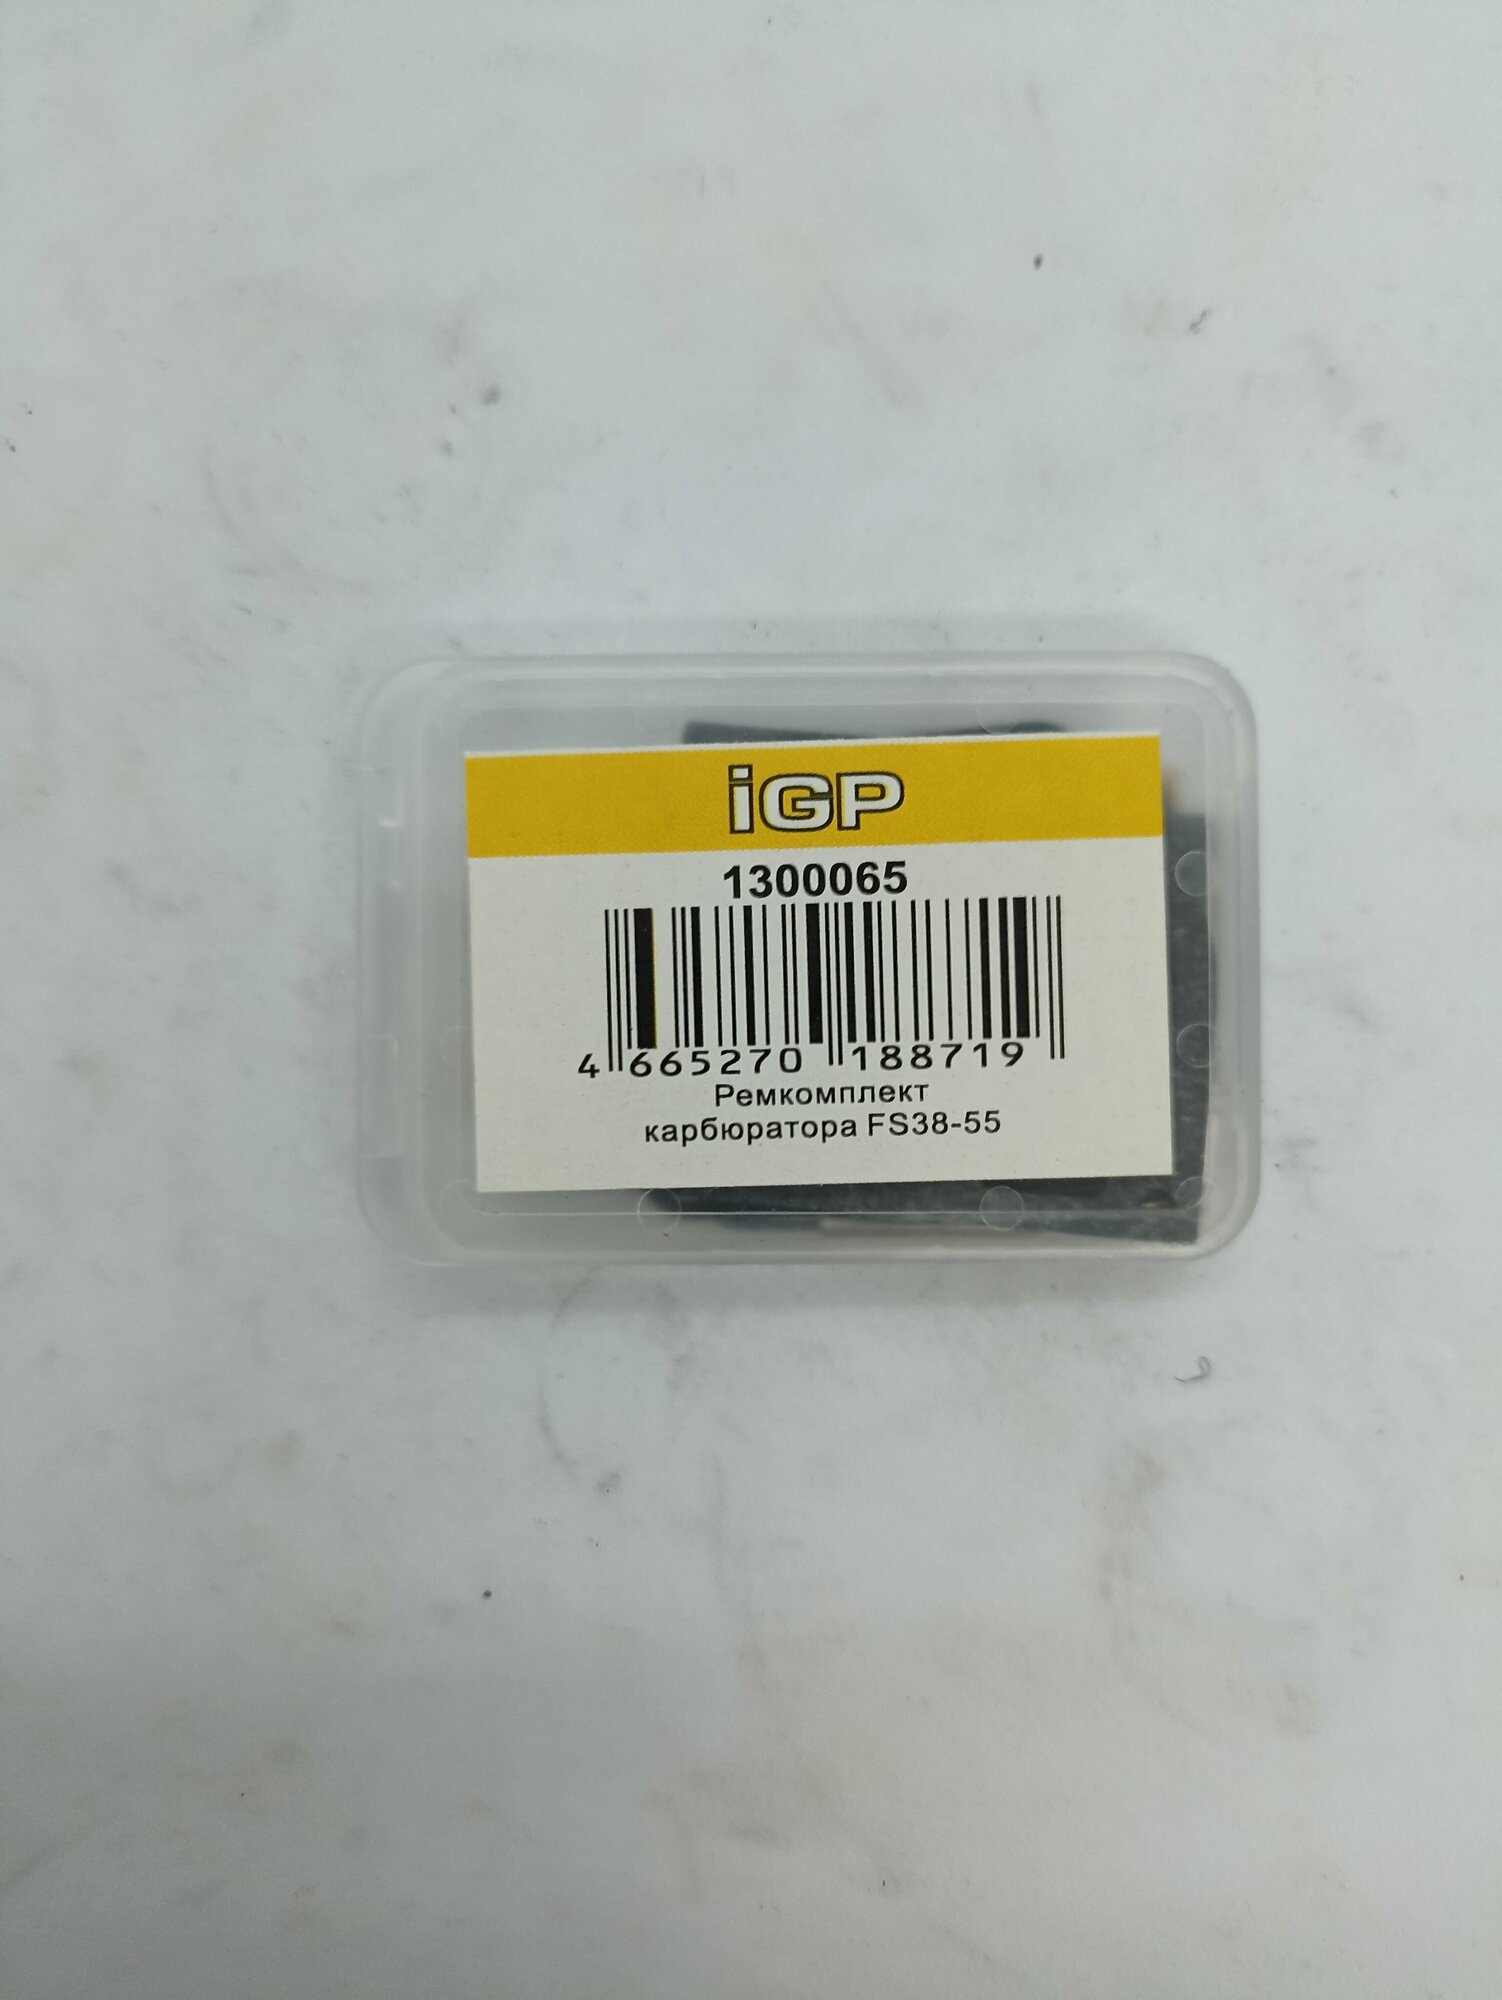 iGP
1300065
4 665270 188719
Ремкомплект
карбюратора FS38-55